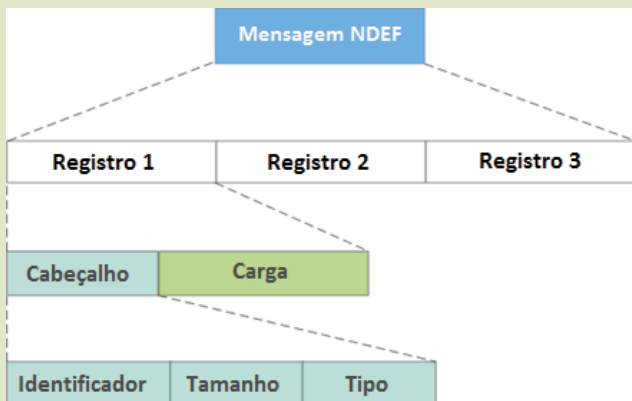 Mensagem NDEF
Registro 1 Registro 2 Registro 3
Cabeçalho Carga
Identificador Tamanho Tipo